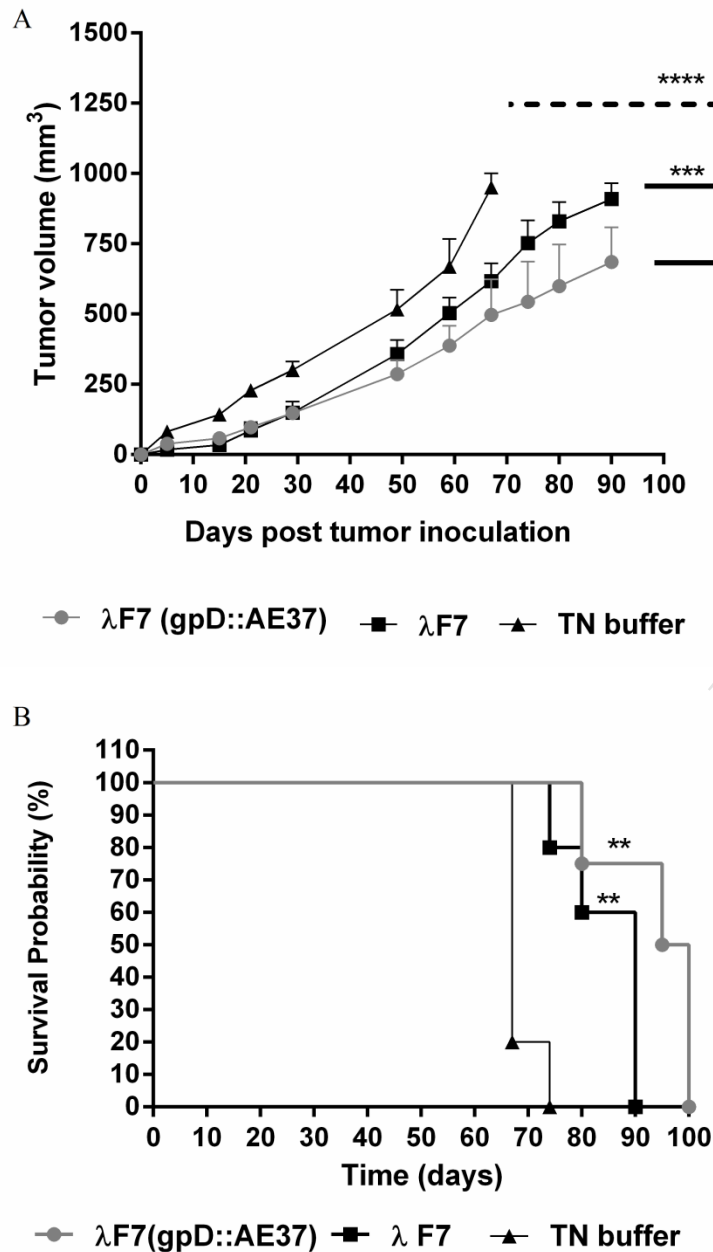 A
1500
1250
1000
750
500
250
0
Tumor volume (mm³)
****
***
0 10 20 30 40 50 60 70 80 90 100
Days post tumor inoculation
λF7 (gpD::AE37) λF7 TN buffer
B
110
100
90
80
70
60
50
40
30
20
10
0
Survival Probability (%)
**
**
0 10 20 30 40 50 60 70 80 90 100
Time (days)
λF7(gpD::AE37) λ F7 TN buffer